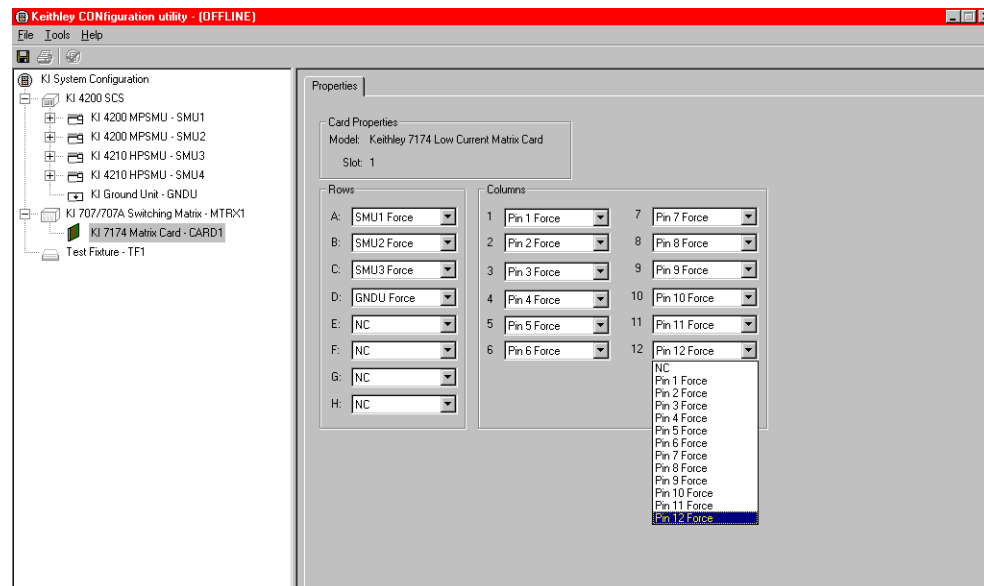 Keithley CONfiguration utility - (OFFLINE)
File Tools Help
KI System Configuration
KI 4200 SCS
KI 4200 MPSMU - SMU1
KI 4200 MPSMU - SMU2
KI 4210 HPSMU - SMU3
KI 4210 HPSMU - SMU4
KI Ground Unit - GNDU
KI 707/707A Switching Matrix - MTRX1
KI 7174 Matrix Card - CARD1
Test Fixture - TF1
Properties
Card Properties
Model: Keithley 7174 Low Current Matrix Card
Slot: 1
Rows
A: SMU1 Force
B: SMU2 Force
C: SMU3 Force
D: GNDU Force
E: NC
F: NC
G: NC
H: NC
Columns
1 Pin 1 Force
2 Pin 2 Force
3 Pin 3 Force
4 Pin 4 Force
5 Pin 5 Force
6 Pin 6 Force
7 Pin 7 Force
8 Pin 8 Force
9 Pin 9 Force
10 Pin 10 Force
11 Pin 11 Force
12 Pin 12 Force
NC
Pin 1 Force
Pin 2 Force
Pin 3 Force
Pin 4 Force
Pin 5 Force
Pin 6 Force
Pin 7 Force
Pin 8 Force
Pin 9 Force
Pin 10 Force
Pin 11 Force
Pin 12 Force